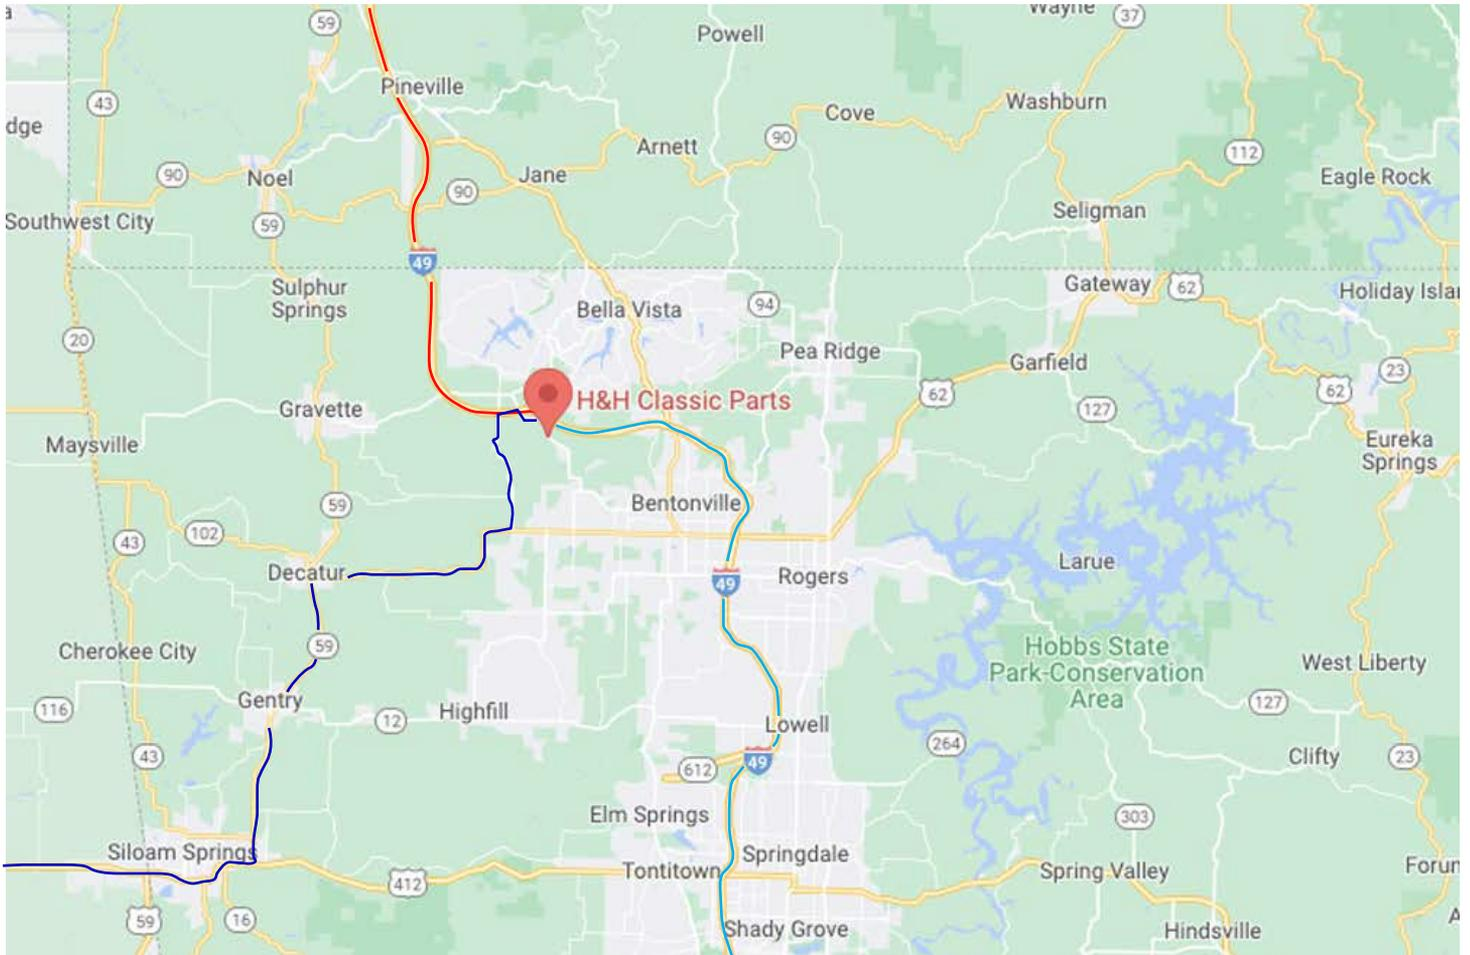 a
59
Wayne
37
Powell
Pineville
43
Washburn
Cove
dge
90
Arnett
112
90
Noel
90
Jane
Eagle Rock
Southwest City
59
Seligman
49
Sulphur
Springs
Gateway
62
Holiday Islan
Bella Vista
94
20
Pea Ridge
Garfield
23
62
62
H&H Classic Parts
Gravette
127
Maysville
Eureka
Springs
59
Bentonville
102
43
Decatur
Larue
49
Rogers
59
Cherokee City
Hobbs State
Park-Conservation
Area
West Liberty
Gentry
116
12
Highfill
127
Lowell
264
43
Clifty
23
612
49
Elm Springs
303
Siloam Springs
Springdale
Tontitown
Spring Valley
Forum
412
59
16
Shady Grove
Hindsville
A